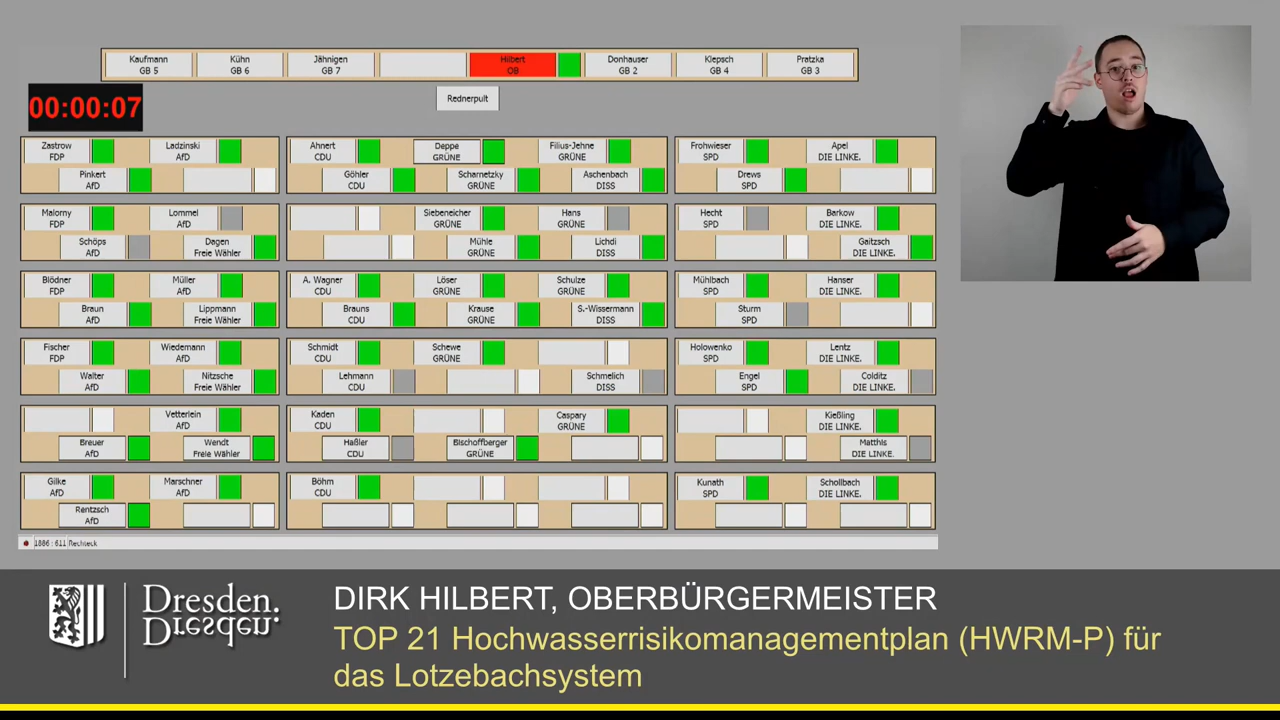 Kaufmann
GB 5
Kühn
GB 6
Jähnigen
GB 7
Hilbert
OB
Donhauser
GB 2
Klepsch
GB 4
Pratzka
GB 3
00:00:07
Rednerpult
Zastrow
FDP
Ladzinski
AfD
Pinkert
AfD
Ahnert
CDU
Deppe
GRÜNE
Filius-Jehne
GRÜNE
Göhler
CDU
Scharnetzky
GRÜNE
Aschenbach
DISS
Frohwieser
SPD
Apel
DIE LINKE.
Drews
SPD
Malorny
FDP
Lommel
AfD
Schöps
AfD
Dagen
Freie Wähler
Siebeneicher
GRÜNE
Hans
GRÜNE
Mühle
GRÜNE
Lichdi
DISS
Hecht
SPD
Barkow
DIE LINKE.
Gaitzsch
DIE LINKE.
Blödner
AfD
Müller
AfD
Braun
AfD
Lippmann
Freie Wähler
A. Wagner
CDU
Löser
GRÜNE
Schulze
GRÜNE
Brauns
CDU
Krause
GRÜNE
S.-Wissermann
DISS
Mühlbach
SPD
Hanser
DIE LINKE.
Sturm
SPD
Fischer
FDP
Wiedemann
AfD
Walter
AfD
Nitzsche
Freie Wähler
Schmidt
CDU
Schewe
GRÜNE
Lehmann
CDU
Schmelich
DISS
Holowenko
SPD
Lentz
DIE LINKE.
Engel
SPD
Colditz
DIE LINKE.
Vetterlein
AfD
Breuer
AfD
Wendt
Freie Wähler
Kaden
CDU
Caspary
GRÜNE
Haßler
CDU
Bischoffberger
GRÜNE
Kießling
DIE LINKE.
Matthis
DIE LINKE.
Gilke
AfD
Marschner
AfD
Rentzsch
AfD
Böhm
CDU
Kunath
SPD
Schollbach
DIE LINKE.
1886 : 611 Rechteck
Dresden.
Dresden.
DIRK HILBERT, OBERBÜRGERMEISTER
TOP 21 Hochwasserrisikomanagementplan (HWRM-P) für
das Lotzebachsystem